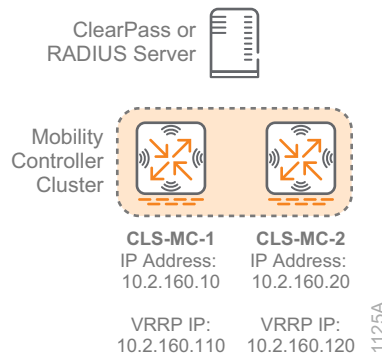 ClearPass or
RADIUS Server
Mobility
Controller
Cluster
CLS-MC-1
IP Address:
10.2.160.10
VRRP IP:
10.2.160.110
CLS-MC-2
IP Address:
10.2.160.20
VRRP IP:
10.2.160.120
1125A